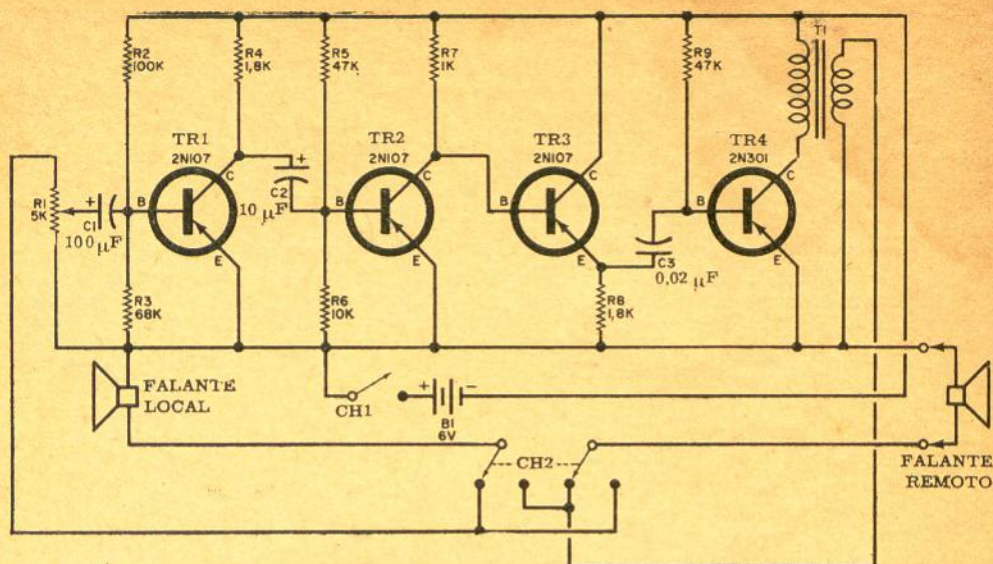 R2
100K
R4
1,8K
R5
47K
R7
1K
R9
47K
T1
TR1
2N107
TR2
2N107
TR3
2N107
TR4
2N301
C
C
C
C
R1
5K
+
C1
100 µF
B
+
C2
10 µF
B
B
B
E
E
E
E
C3
0,02 µF
R3
68K
R6
10K
R8
1,8K
FALANTE
LOCAL
CH1
+
−
B1
6V
CH2
FALANTE
REMOTO